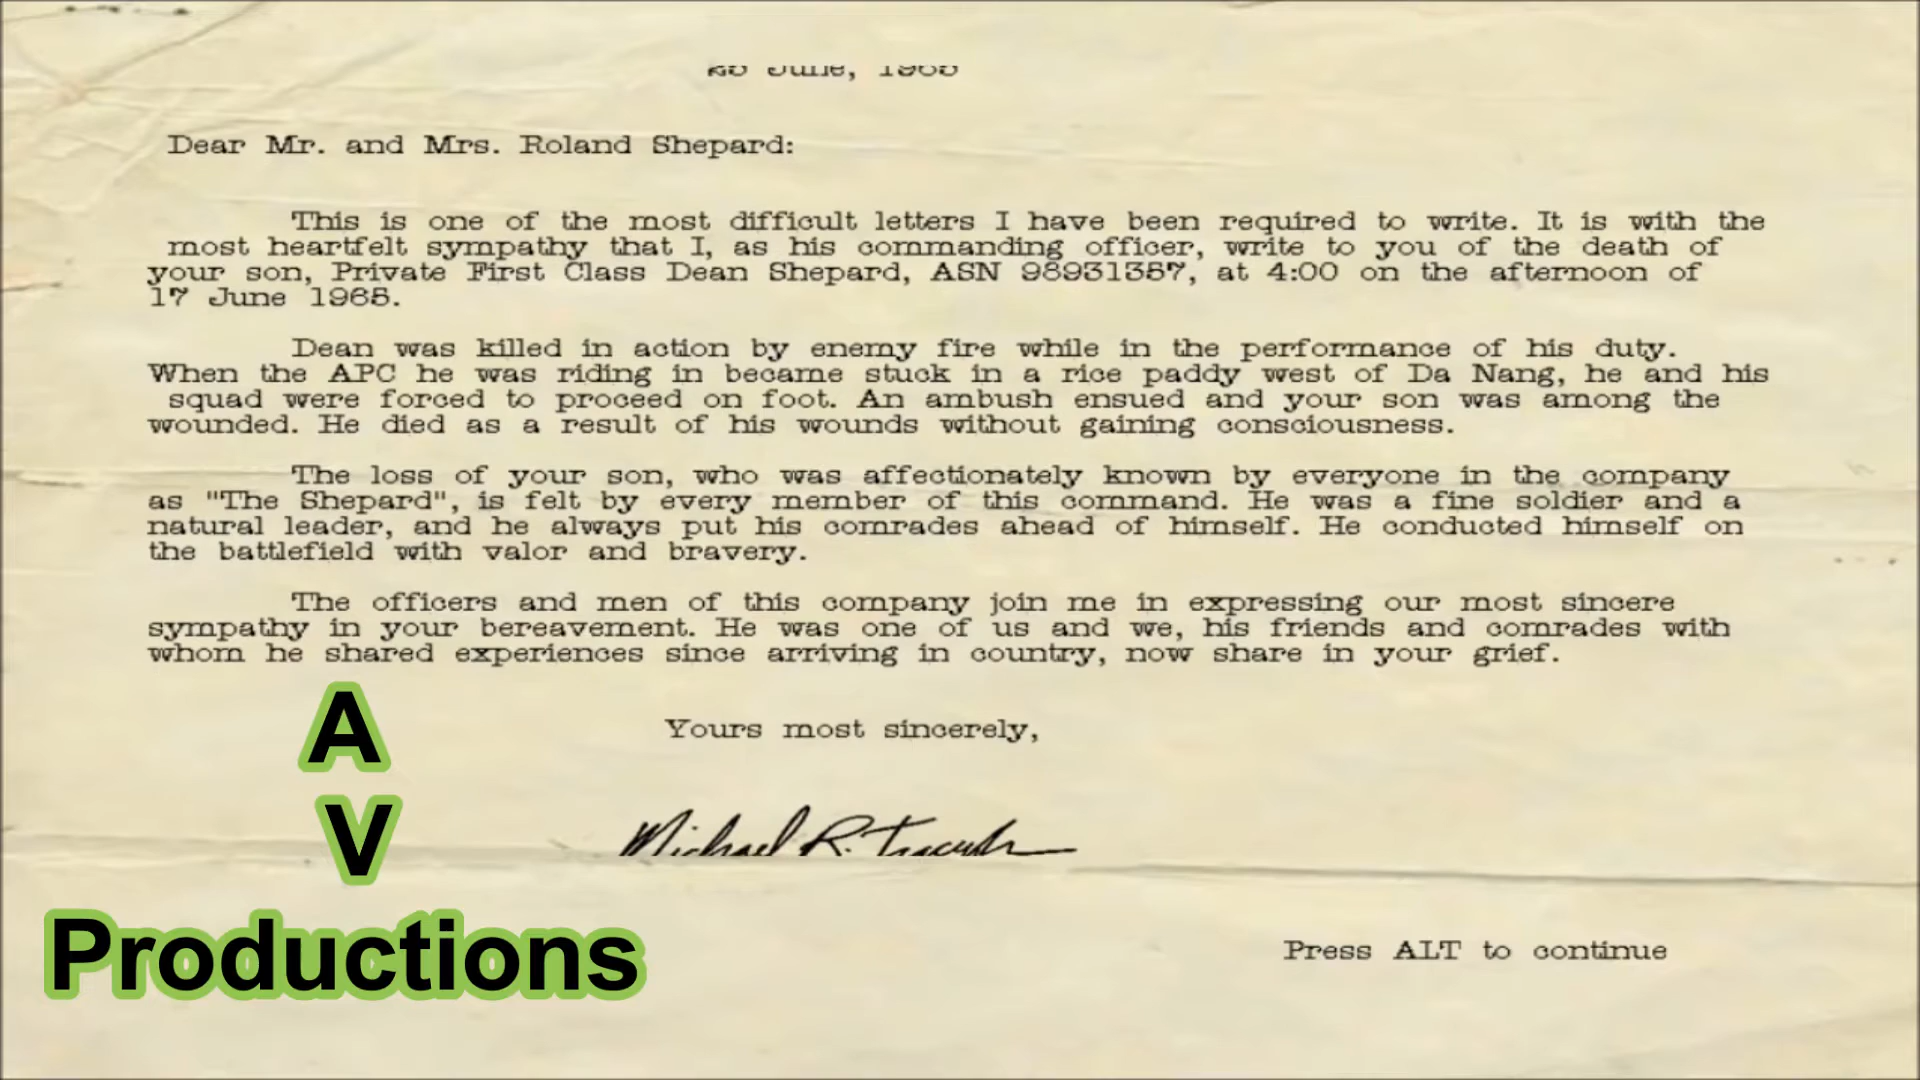 June,
Dear Mr. and Mrs. Roland Shepard:
This is one of the most difficult letters I have been required to write. It is with the
most heartfelt sympathy that I, as his commanding officer, write to you of the death of
your son, Private First Class Dean Shepard, ASN at 4:00 on the afternoon of
17 June 1965.
Dean was killed in action by enemy fire while in the performance of his duty.
When the APC he was riding in became stuck in a rice paddy west of Da Nang, he and his
squad were forced to proceed on foot. An ambush ensued and your son was among the
wounded. He died as a result of his wounds without gaining consciousness.
The loss of your son, who was affectionately known by everyone in the company
as "The Shepard", is felt by every member of this command. He was a fine soldier and a
natural leader, and he always put his comrades ahead of himself. He conducted himself on
the battlefield with valor and bravery.
The officers and men of this company join me in expressing our most sincere
sympathy in your bereavement. He was one of us and we, his friends and comrades with
whom he shared experiences since arriving in country, now share in your grief.
Yours most sincerely,
Michael R.
Press ALT to continue
A
V
Productions